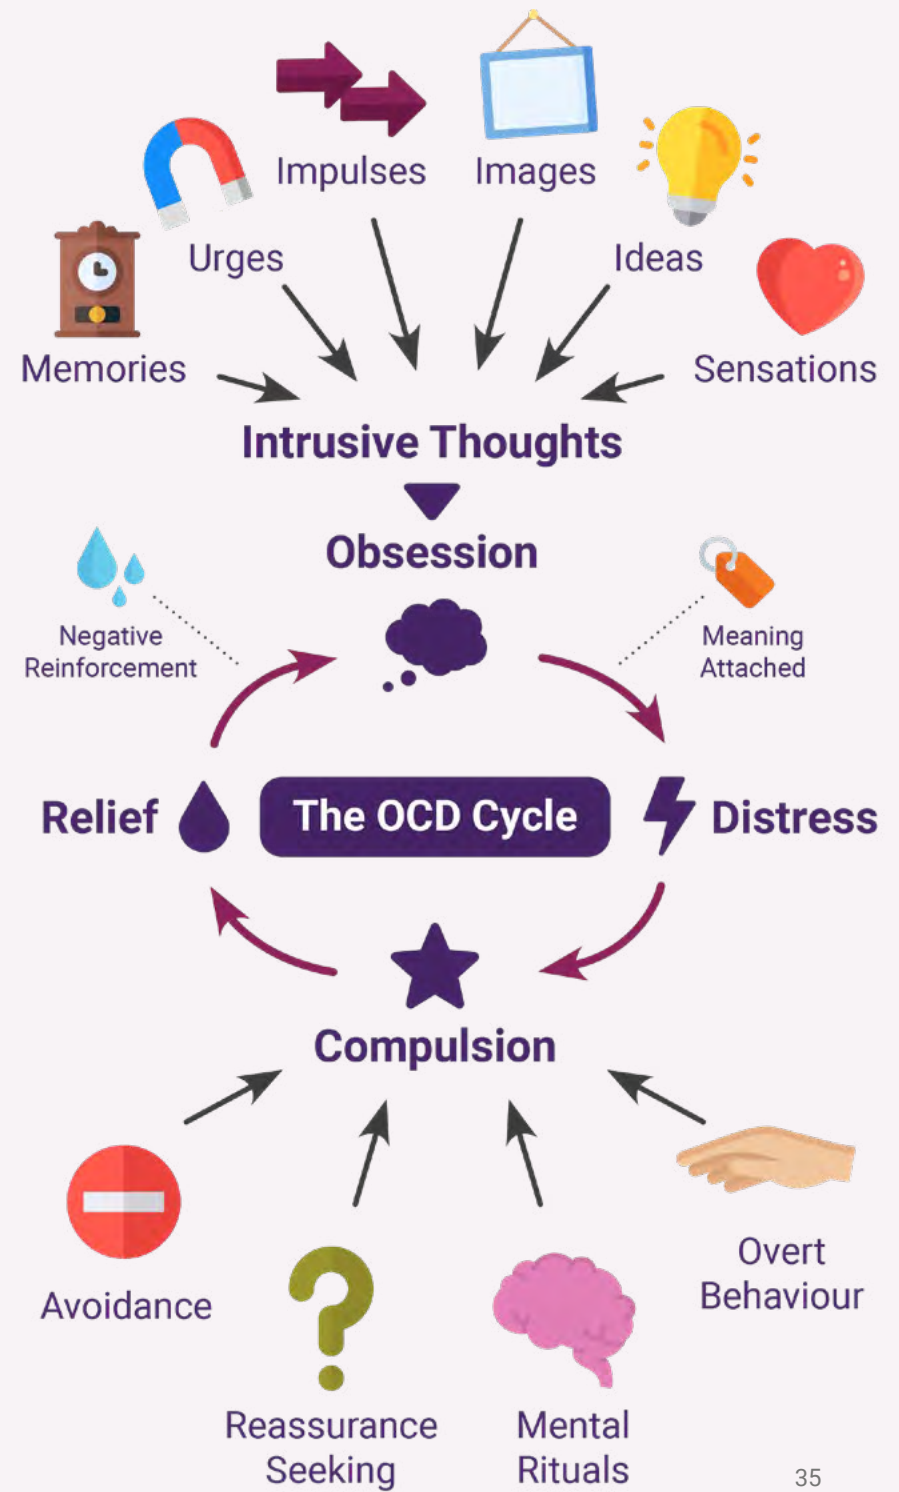 Impulses
Images
Urges
Ideas
Memories
Sensations
Intrusive Thoughts
Obsession
Negative
Reinforcement
Meaning
Attached
Relief
The OCD Cycle
Distress
Compulsion
Avoidance
Overt
Behaviour
Reassurance
Seeking
Mental
Rituals
35